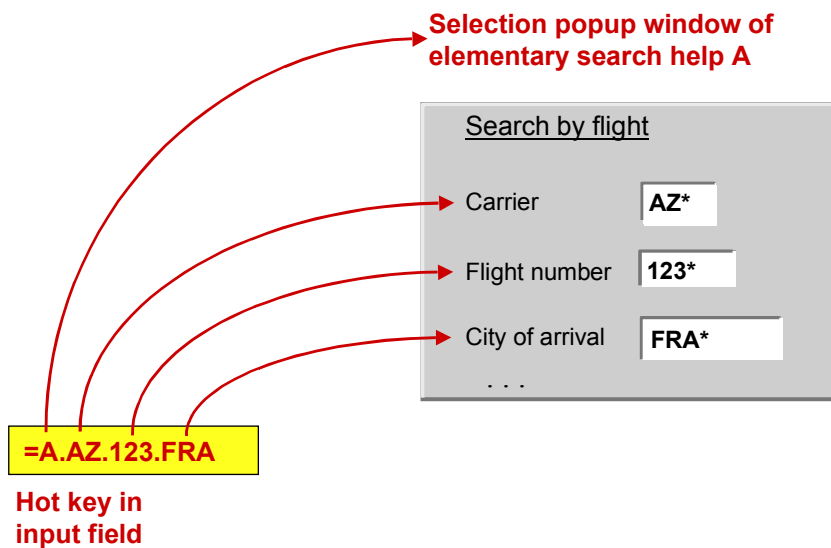 Selection popup window of
elementary search help A
Search by flight
Carrier AZ*
Flight number 123*
City of arrival FRA*
. . .
=A.AZ.123.FRA
Hot key in
input field